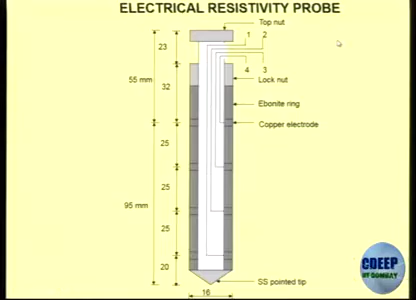 ELECTRICAL RESISTIVITY PROBE
Top nut
1 2
23
4 3
55 mm
Lock nut
32
Ebonite ring
Copper electrode
25
25
95 mm
25
20
SS pointed tip
16
CDEEP
IIT BOMBAY